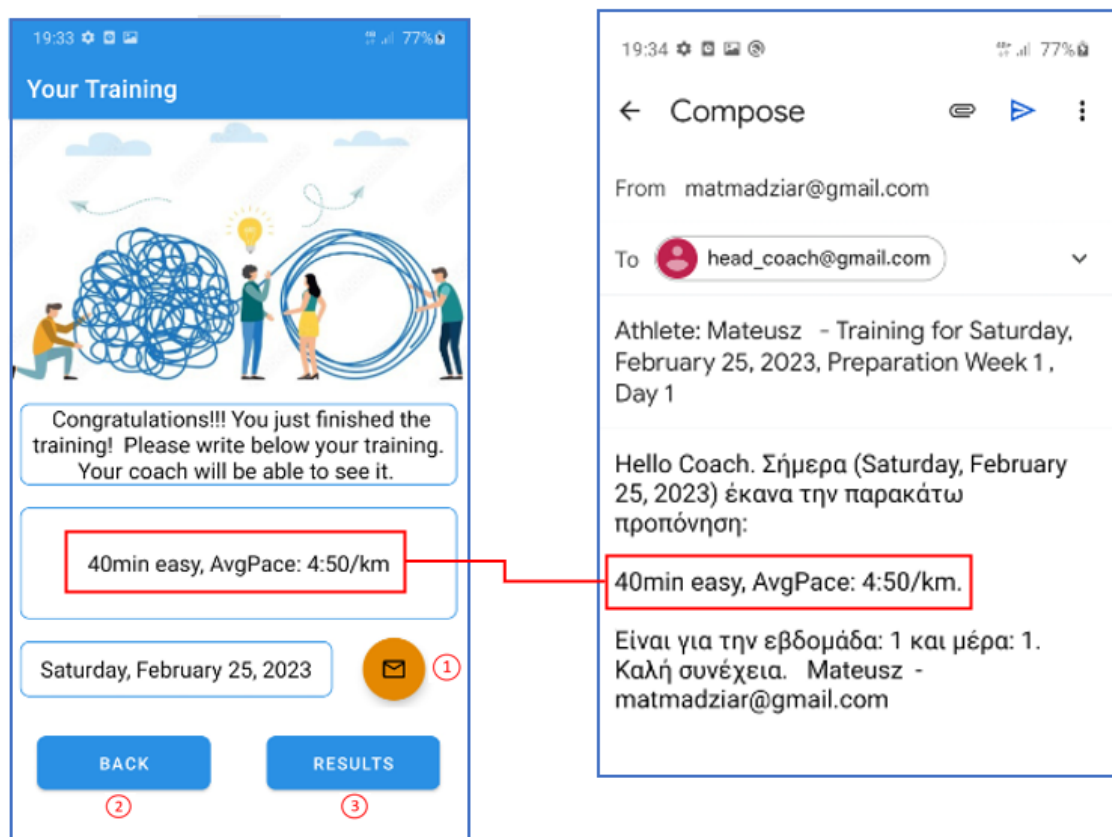 19:33
77%
Your Training
Congratulations!!! You just finished the
training! Please write below your training.
Your coach will be able to see it.
40min easy, AvgPace: 4:50/km
Saturday, February 25, 2023
1
BACK
RESULTS
2
3
19:34
77%
Compose
From matmadziar@gmail.com
To head_coach@gmail.com
Athlete: Mateusz - Training for Saturday,
February 25, 2023, Preparation Week 1 ,
Day 1
Hello Coach. Σήμερα (Saturday, February
25, 2023) έκανα την παρακάτω
προπόνηση:
40min easy, AvgPace: 4:50/km.
Είναι για την εβδομάδα: 1 και μέρα: 1.
Καλή συνέχεια. Mateusz -
matmadziar@gmail.com